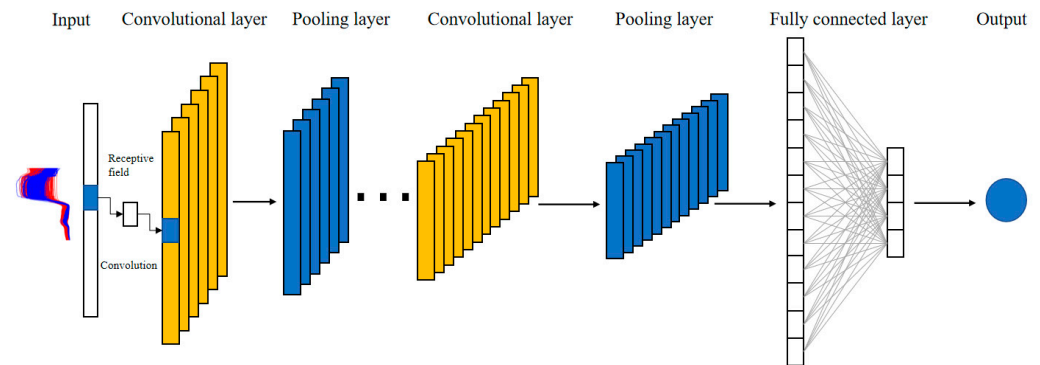 Input
Convolutional layer
Pooling layer
Convolutional layer
Pooling layer
Fully connected layer
Output
Receptive
field
Convolution